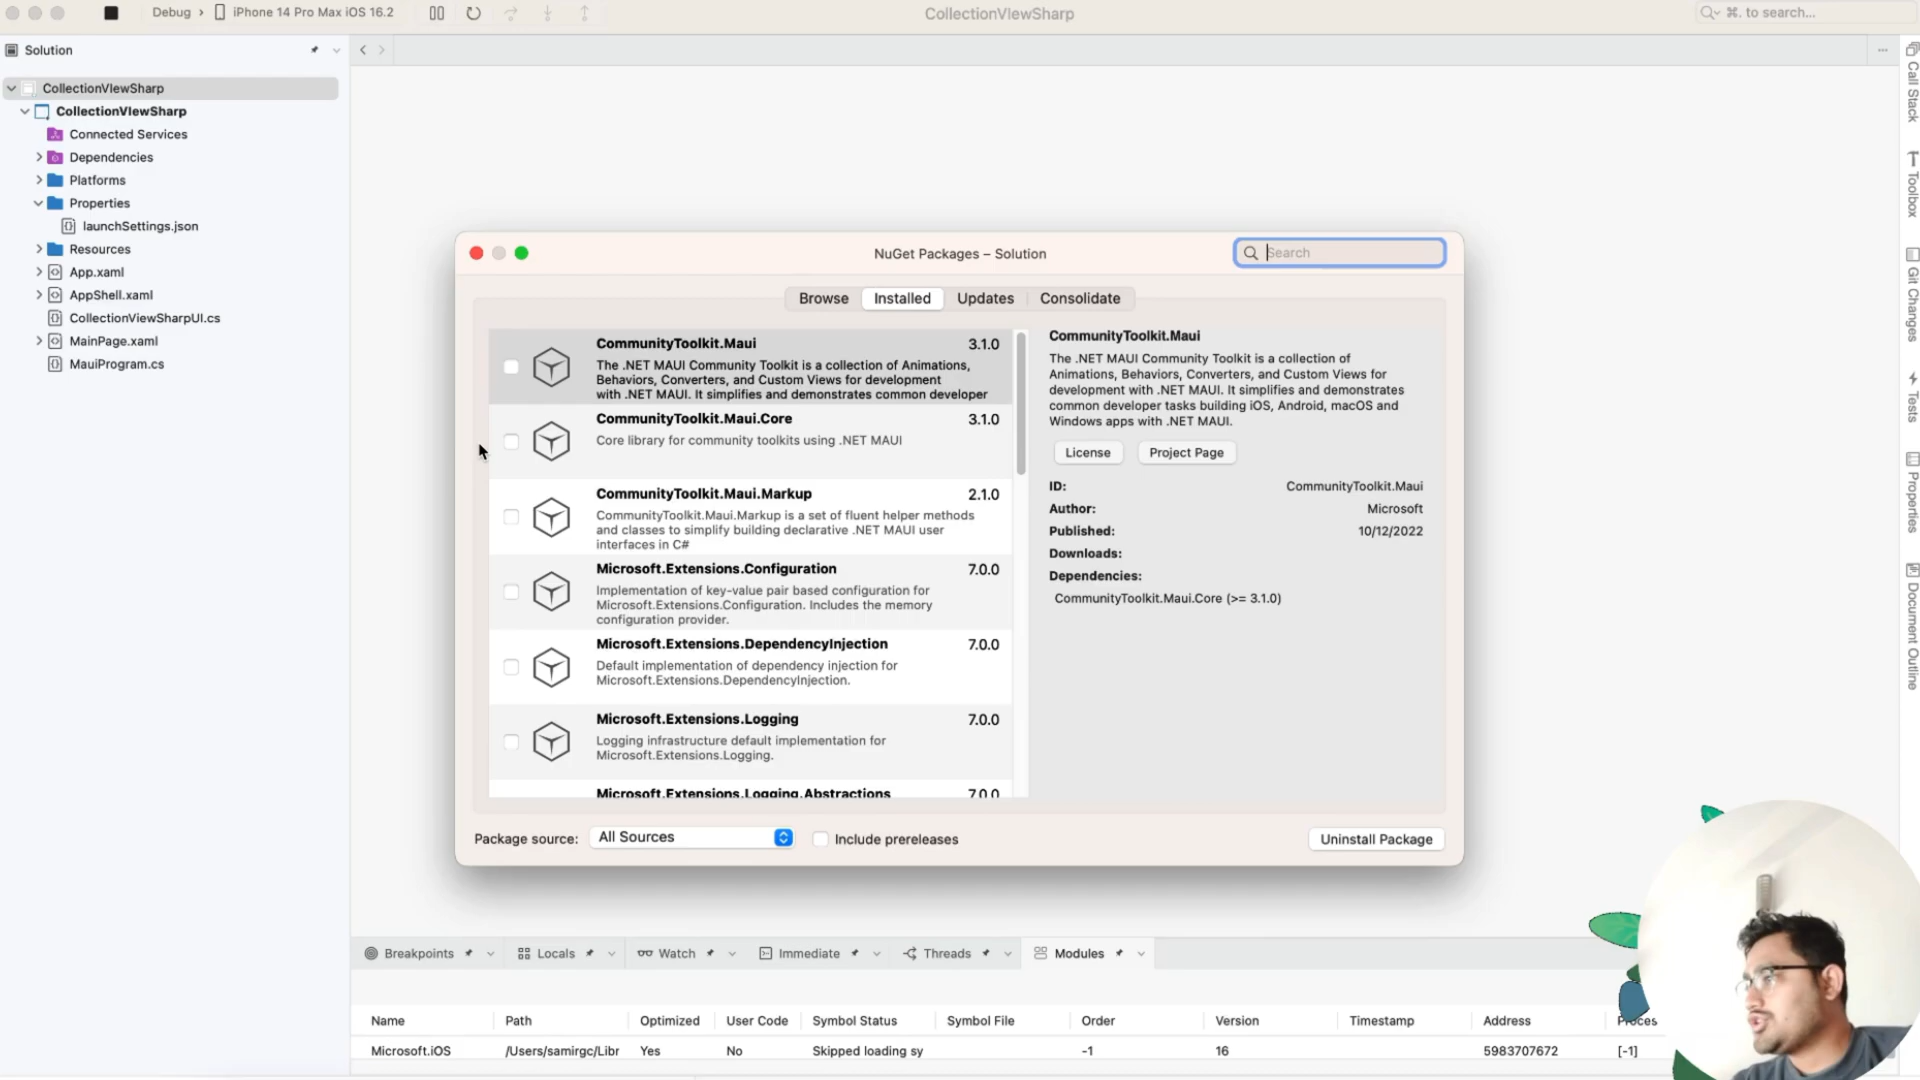 Debug
iPhone 14 Pro Max iOS 16.2
CollectionViewSharp
⌘. to search...
Solution
CollectionVIewSharp
CollectionVIewSharp
Connected Services
Dependencies
Platforms
Properties
launchSettings.json
Resources
App.xaml
AppShell.xaml
CollectionViewSharpUI.cs
MainPage.xaml
MauiProgram.cs
NuGet Packages – Solution
Search
Browse
Installed
Updates
Consolidate
CommunityToolkit.Maui
3.1.0
The .NET MAUI Community Toolkit is a collection of Animations,
Behaviors, Converters, and Custom Views for development
with .NET MAUI. It simplifies and demonstrates common developer
CommunityToolkit.Maui.Core
3.1.0
Core library for community toolkits using .NET MAUI
CommunityToolkit.Maui.Markup
2.1.0
CommunityToolkit.Maui.Markup is a set of fluent helper methods
and classes to simplify building declarative .NET MAUI user
interfaces in C#
Microsoft.Extensions.Configuration
7.0.0
Implementation of key-value pair based configuration for
Microsoft.Extensions.Configuration. Includes the memory
configuration provider.
Microsoft.Extensions.DependencyInjection
7.0.0
Default implementation of dependency injection for
Microsoft.Extensions.DependencyInjection.
Microsoft.Extensions.Logging
7.0.0
Logging infrastructure default implementation for
Microsoft.Extensions.Logging.
Microsoft.Extensions.Logging.Abstractions
7.0.0
CommunityToolkit.Maui
The .NET MAUI Community Toolkit is a collection of
Animations, Behaviors, Converters, and Custom Views for
development with .NET MAUI. It simplifies and demonstrates
common developer tasks building iOS, Android, macOS and
Windows apps with .NET MAUI.
License
Project Page
ID:
CommunityToolkit.Maui
Author:
Microsoft
Published:
10/12/2022
Downloads:
Dependencies:
CommunityToolkit.Maui.Core (>= 3.1.0)
Package source:
All Sources
Include prereleases
Uninstall Package
Call Stack
Toolbox
Git Changes
Tests
Properties
Document Outline
Breakpoints
Locals
Watch
Immediate
Threads
Modules
Name
Path
Optimized
User Code
Symbol Status
Symbol File
Order
Version
Timestamp
Address
Proces
Microsoft.iOS
/Users/samirgc/Libr
Yes
No
Skipped loading sy
-1
16
5983707672
[-1]